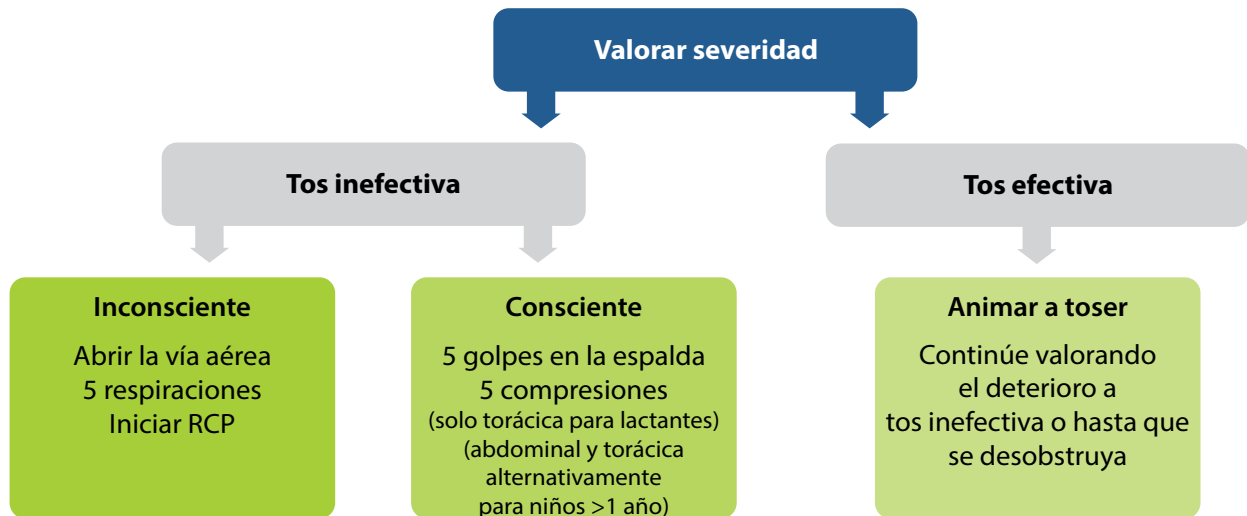 Valorar severidad
Tos inefectiva
Tos efectiva
Inconsciente
Abrir la vía aérea
5 respiraciones
Iniciar RCP
Consciente
5 golpes en la espalda
5 compresiones
(solo torácica para lactantes)
(abdominal y torácica
alternativamente
para niños >1 año)
Animar a toser
Continúe valorando
el deterioro a
tos inefectiva o hasta que
se desobstruya